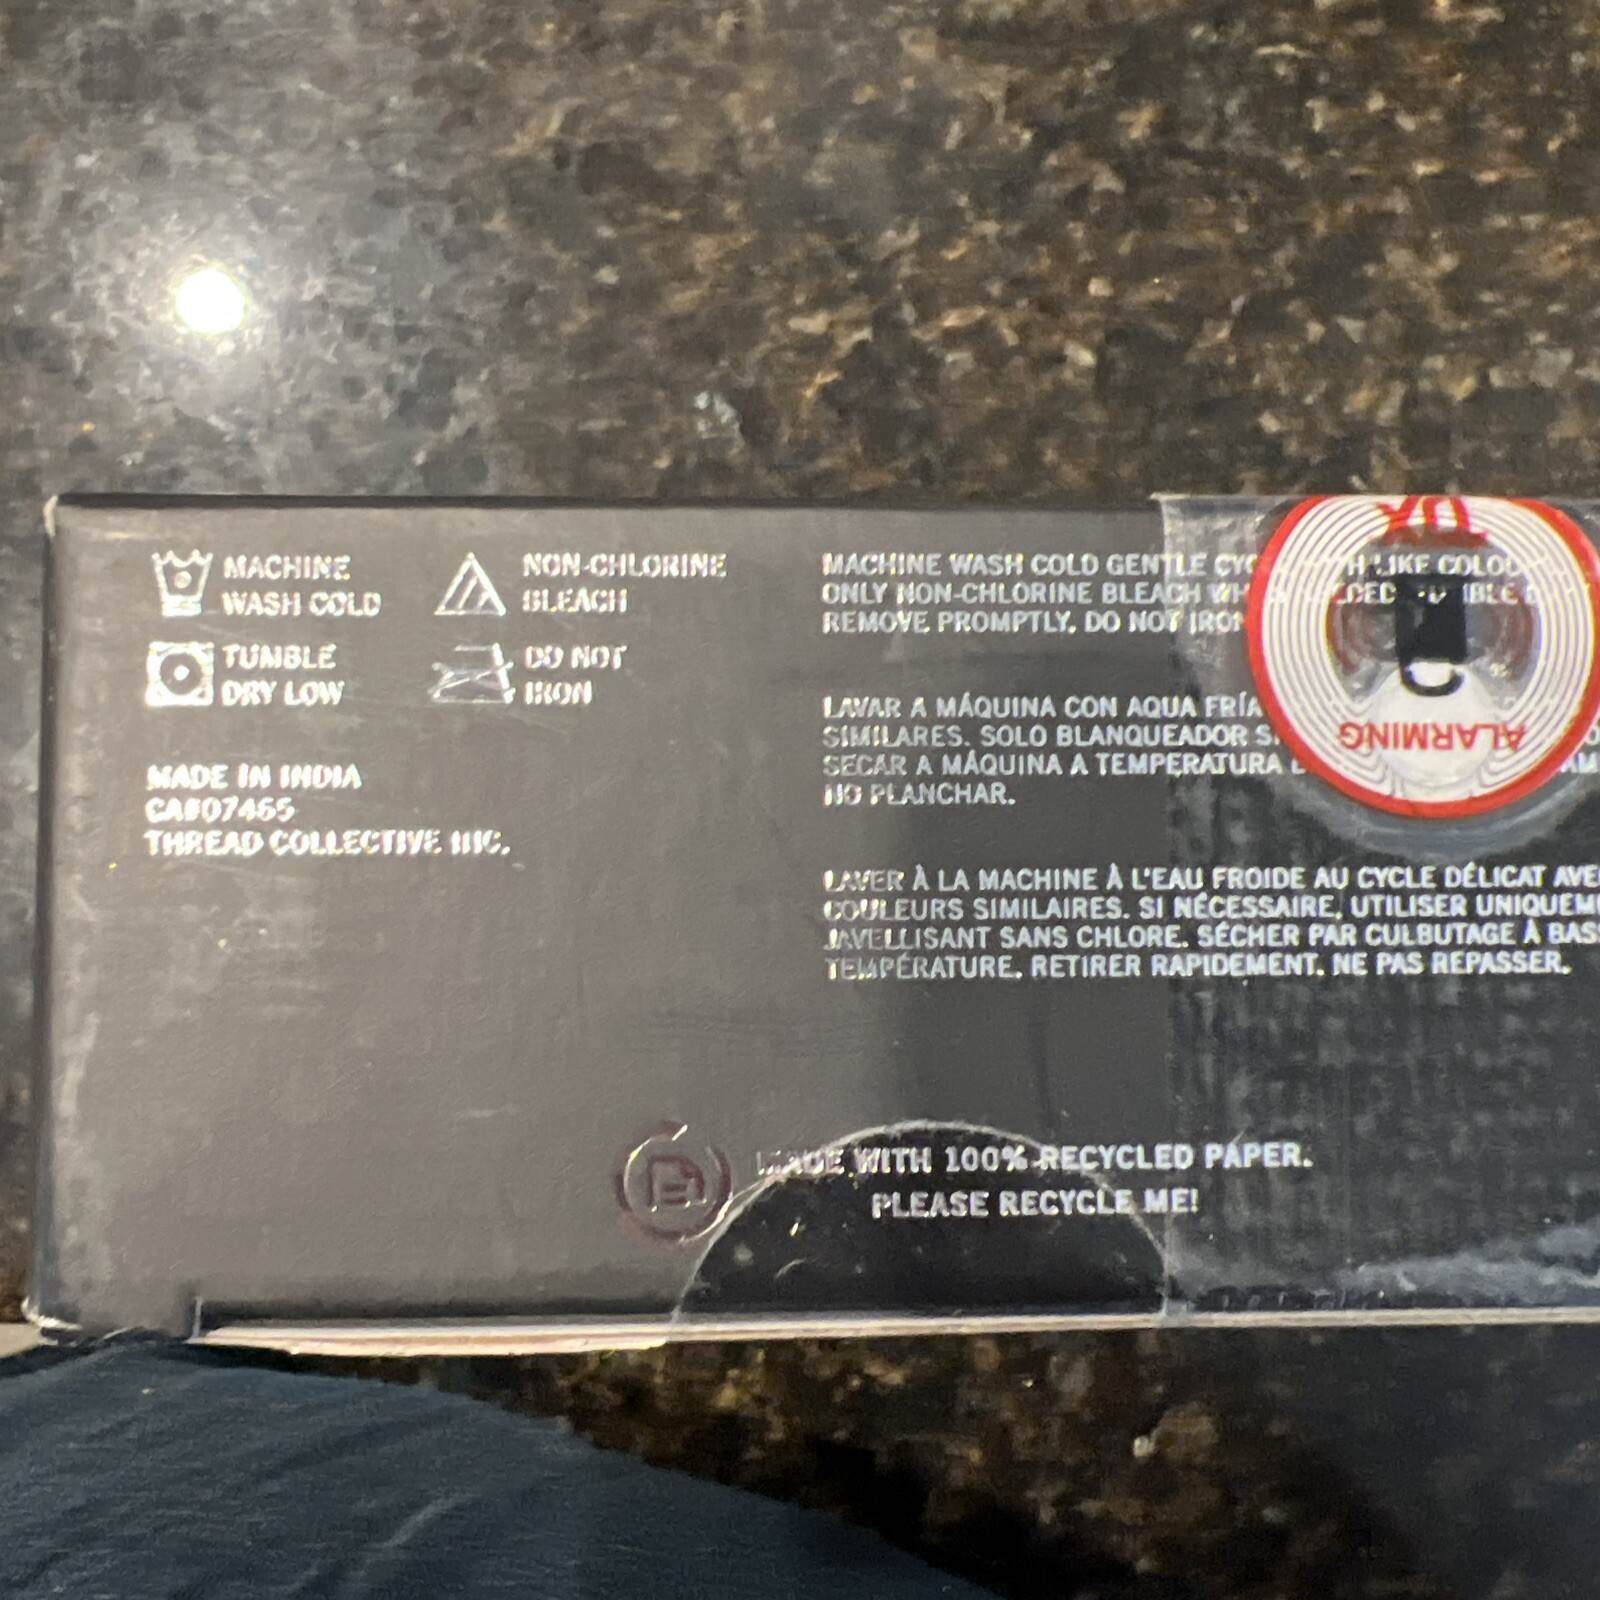 MACHINE
WASH COLD
NON-CHLORINE
BLEACH
TUMBLE
DRY LOW
DO NOT
IRON
MADE IN INDIA
CA#07465
THREAD COLLECTIVE INC.
MACHINE WASH COLD GENTLE LIKE
ONLY NON-CHLORINE BLEACH
REMOVE PROMPTLY. DO NOT IRON
LAVAR A MÁQUINA CON AQUA FRÍA
SIMILARES. SOLO BLANQUEADOR
SECAR A MÁQUINA A TEMPERATURA
NO PLANCHAR.
LAVER À LA MACHINE À L'EAU FROIDE AU CYCLE DÉLICAT
COULEURS SIMILAIRES. SI NÉCESSAIRE, UTILISER
JAVELLISANT SANS CHLORE. SÉCHER PAR CULBUTAGE À
TEMPÉRATURE. RETIRER RAPIDEMENT. NE PAS REPASSER.
ALARMING
MADE WITH 100% RECYCLED PAPER.
PLEASE RECYCLE ME!